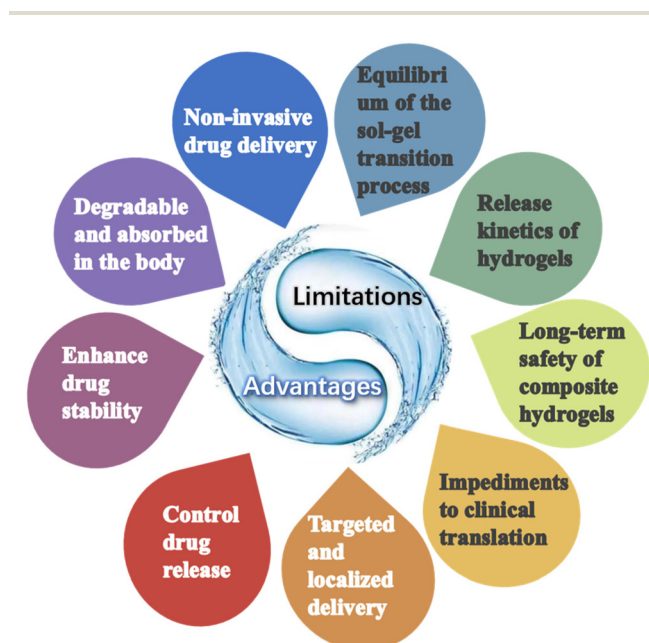 Non-invasive
drug delivery
Equilibri
um of the
sol-gel
transition
process
Degradable
and absorbed
in the body
Release
kinetics of
hydrogels
Limitations
Advantages
Enhance
drug
stability
Long-term
safety of
composite
hydrogels
Control
drug
release
Targeted
and
localized
delivery
Impediments
to clinical
translation